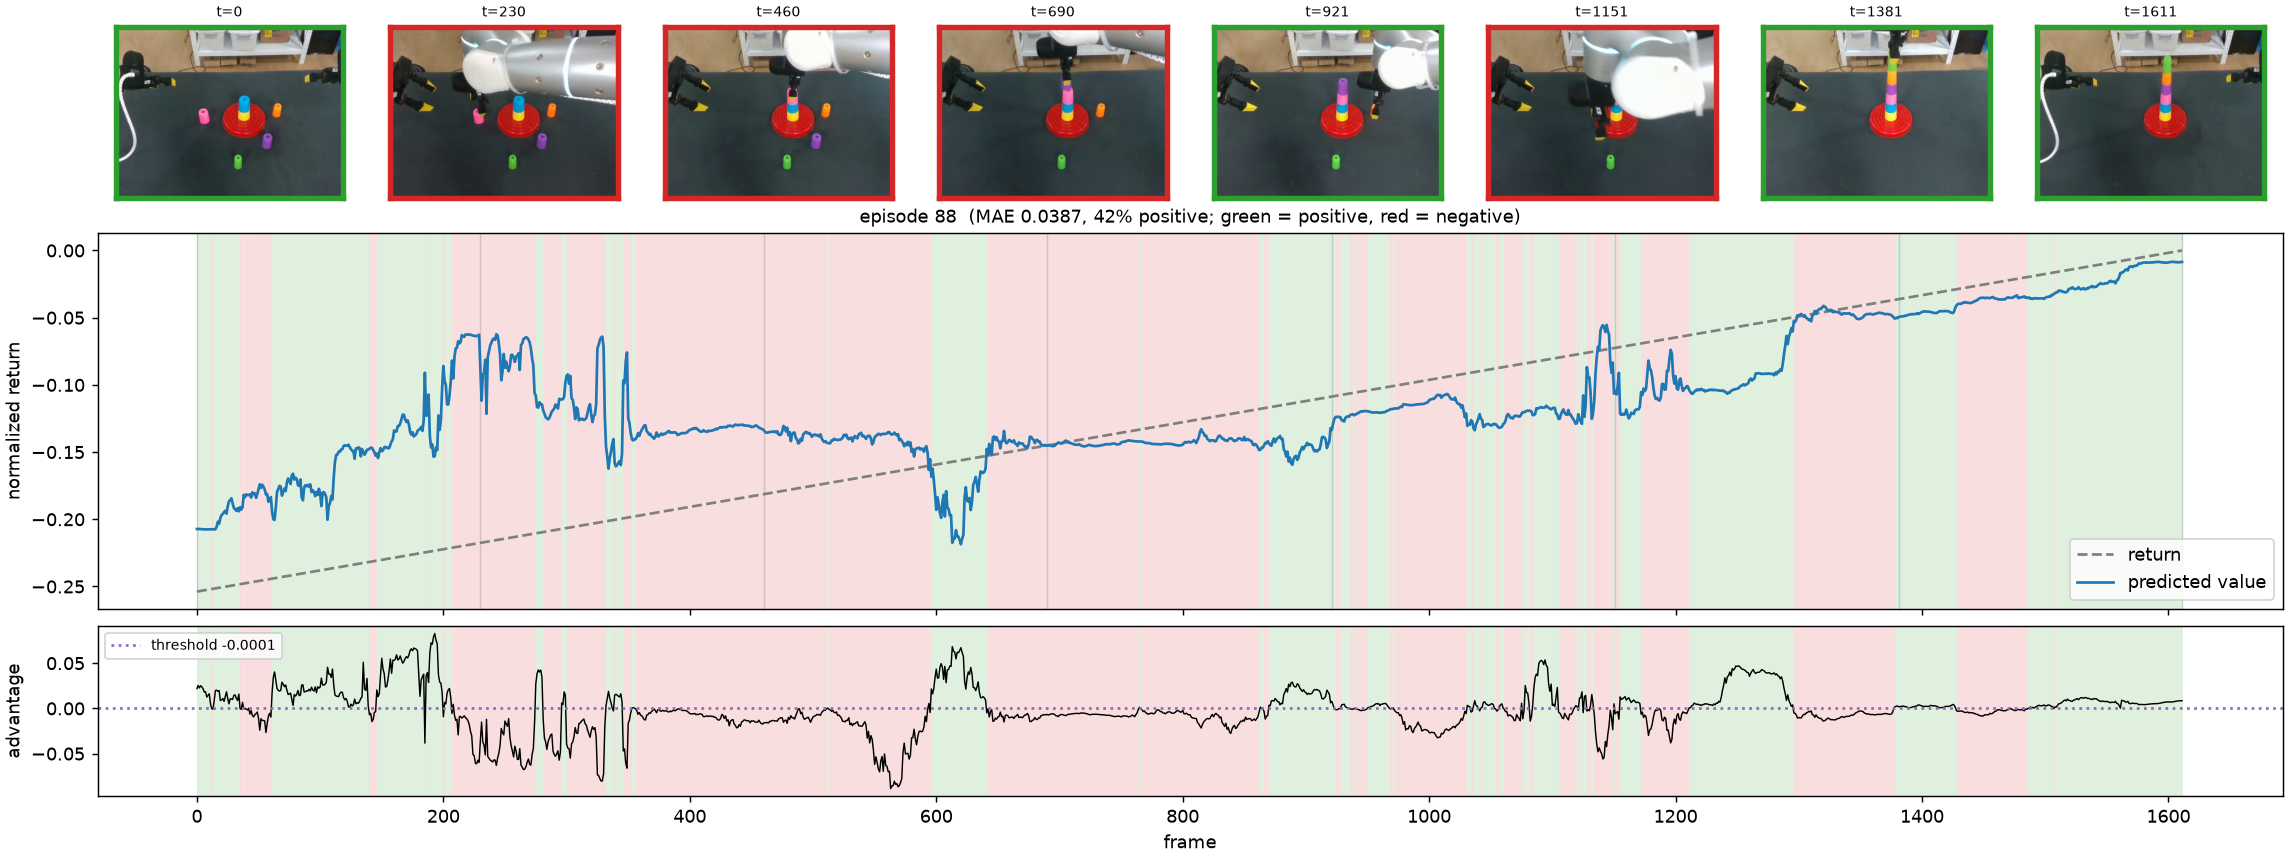 t=0 t=230 t=460 t=690 t=921 t=1151 t=1381 t=1611
episode 88 (MAE 0.0387, 42% positive; green = positive, red = negative)
normalized return
0.00
−0.05
−0.10
−0.15
−0.20
−0.25
return
predicted value
advantage
0.05
0.00
−0.05
threshold -0.0001
0 200 400 600 800 1000 1200 1400 1600
frame